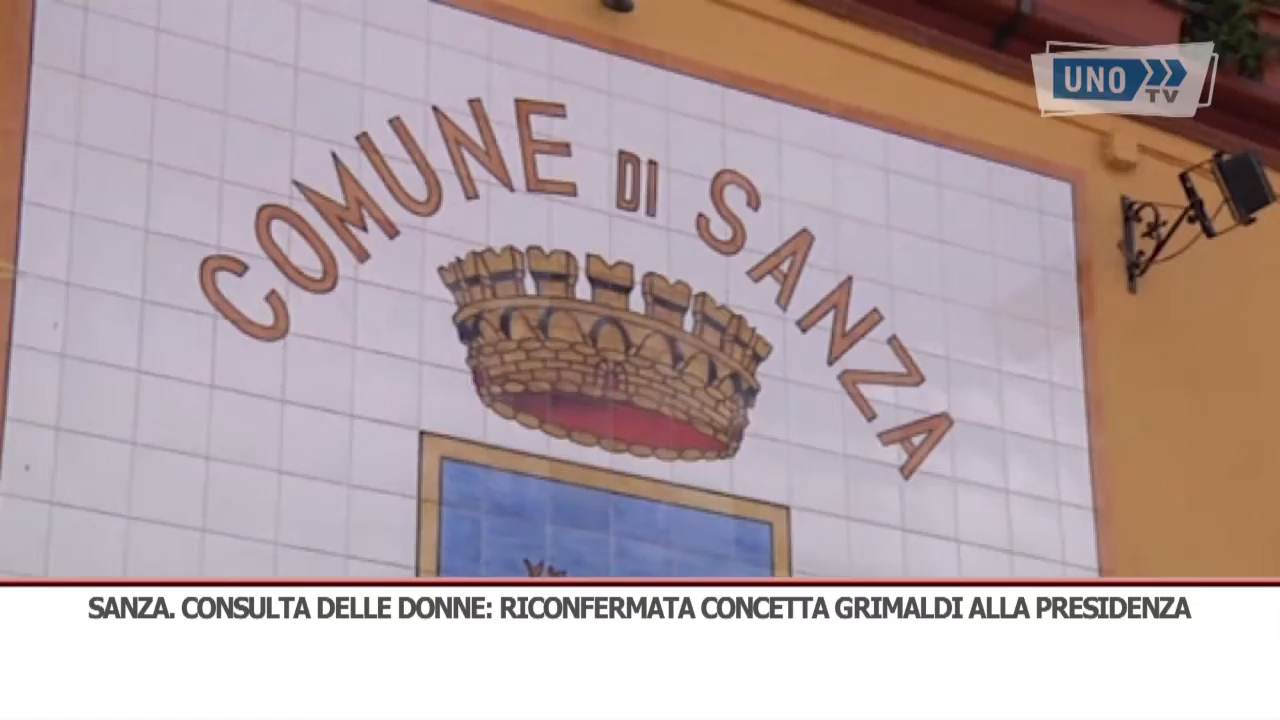 UNO
TV
COMUNE DI SANZA
SANZA. CONSULTA DELLE DONNE: RICONFERMATA CONCETTA GRIMALDI ALLA PRESIDENZA